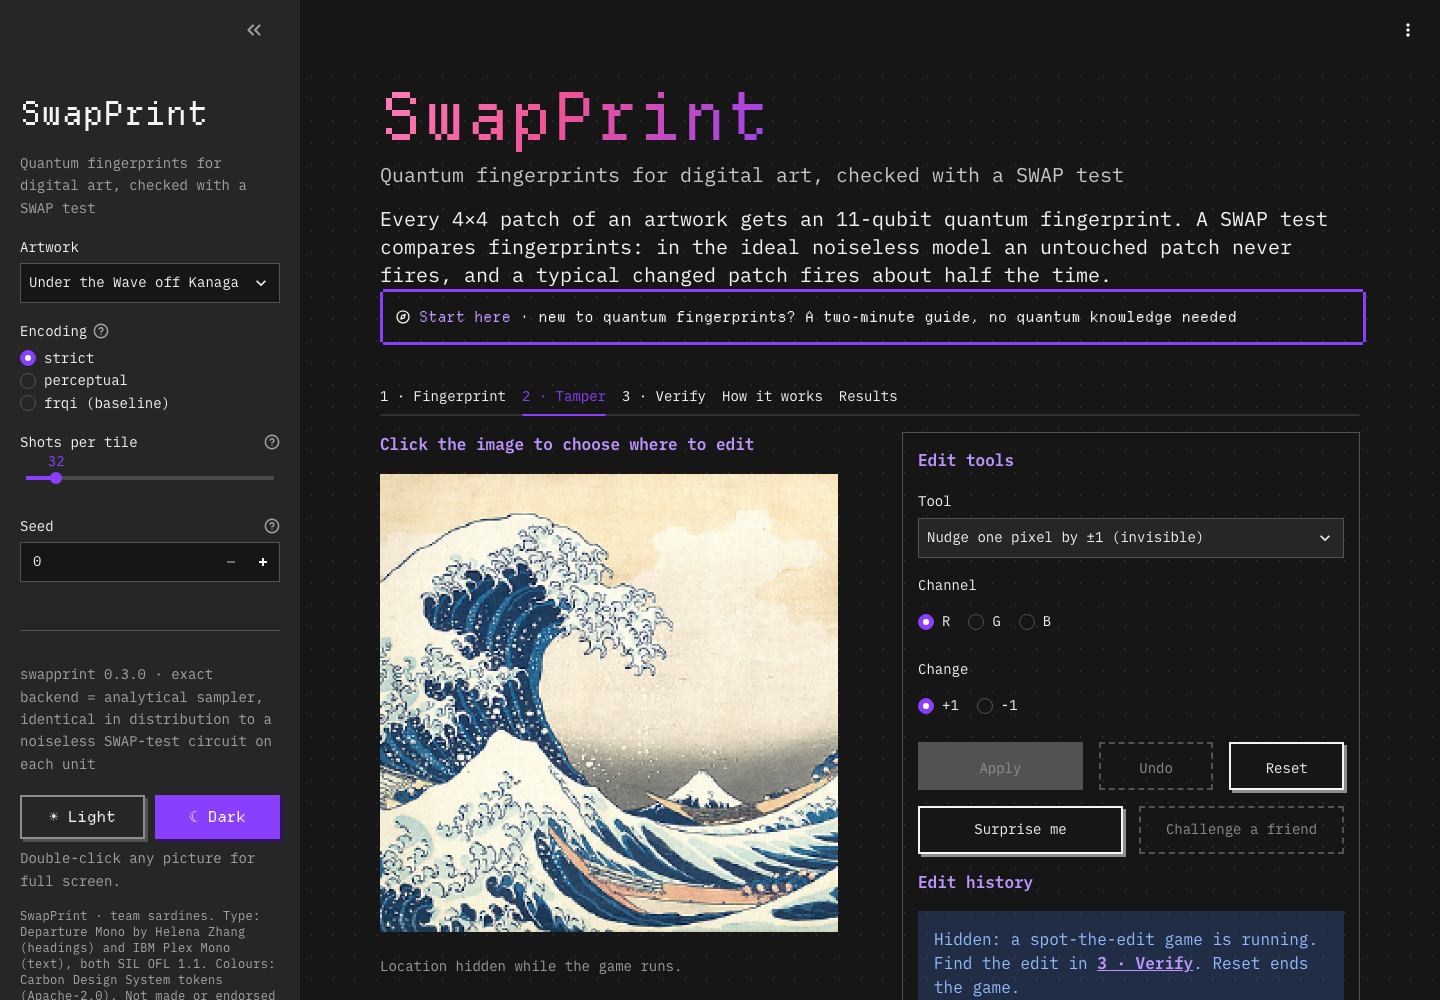 SwapPrint
Quantum fingerprints for
digital art, checked with a
SWAP test
Artwork
Under the Wave off Kanaga
Encoding
strict
perceptual
frqi (baseline)
Shots per tile
32
Seed
0
swapprint 0.3.0 · exact
backend = analytical sampler,
identical in distribution to a
noiseless SWAP-test circuit on
each unit
☀ Light
☾ Dark
Double-click any picture for
full screen.
SwapPrint · team sardines. Type:
Departure Mono by Helena Zhang
(headings) and IBM Plex Mono
(text), both SIL OFL 1.1. Colours:
Carbon Design System tokens
(Apache-2.0). Not made or endorsed
SwapPrint
Quantum fingerprints for digital art, checked with a SWAP test
Every 4×4 patch of an artwork gets an 11-qubit quantum fingerprint. A SWAP test
compares fingerprints: in the ideal noiseless model an untouched patch never
fires, and a typical changed patch fires about half the time.
Start here · new to quantum fingerprints? A two-minute guide, no quantum knowledge needed
1 · Fingerprint 2 · Tamper 3 · Verify How it works Results
Click the image to choose where to edit
Location hidden while the game runs.
Edit tools
Tool
Nudge one pixel by ±1 (invisible)
Channel
R G B
Change
+1 -1
Apply Undo Reset
Surprise me Challenge a friend
Edit history
Hidden: a spot-the-edit game is running.
Find the edit in 3 · Verify. Reset ends
the game.